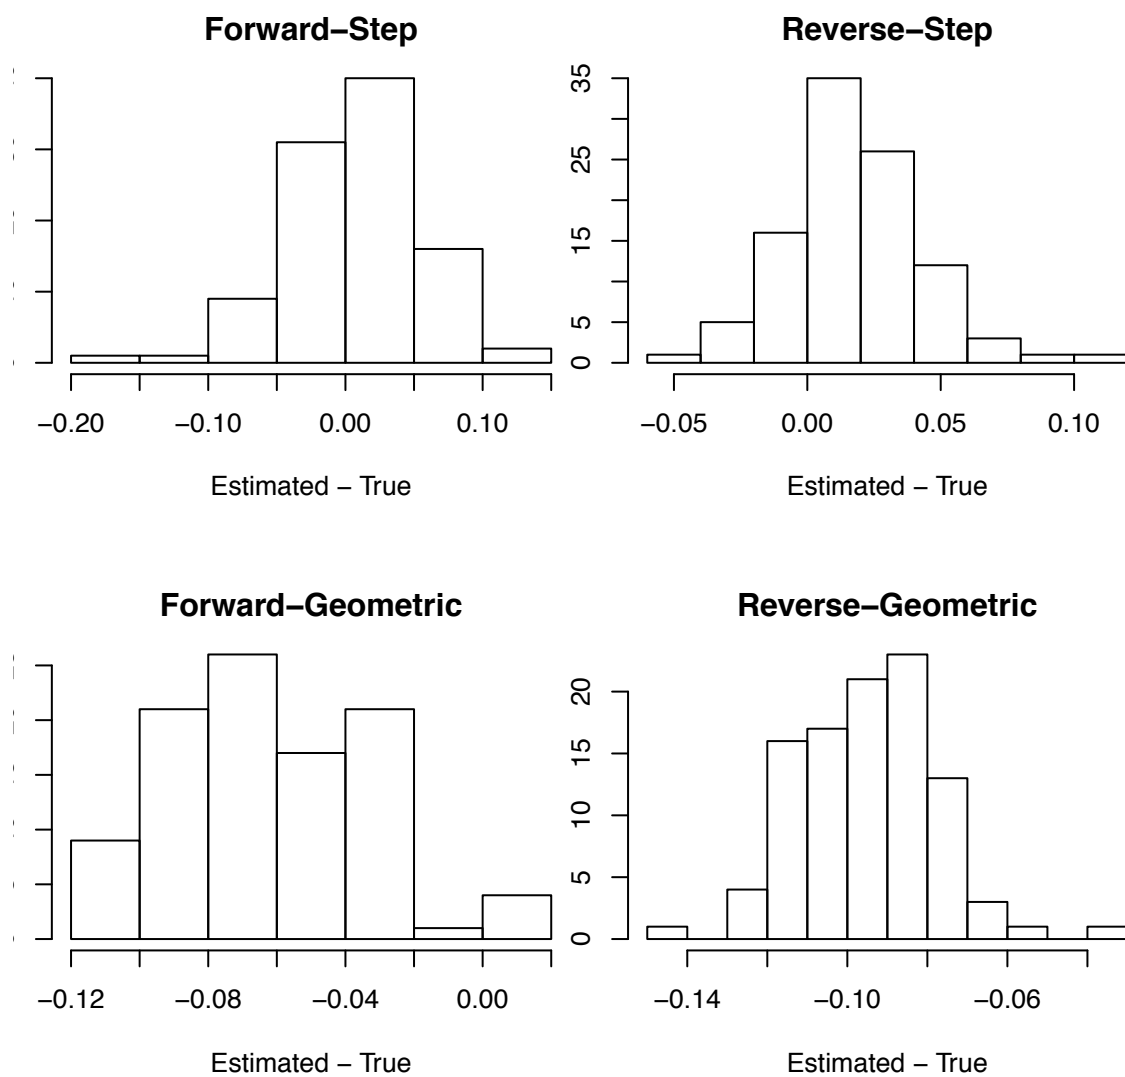 Forward−Step
−0.20 −0.10 0.00 0.10
Estimated − True
Reverse−Step
35
25
15
5
0
−0.05 0.00 0.05 0.10
Estimated − True
Forward−Geometric
−0.12 −0.08 −0.04 0.00
Estimated − True
Reverse−Geometric
20
15
10
5
0
−0.14 −0.10 −0.06
Estimated − True